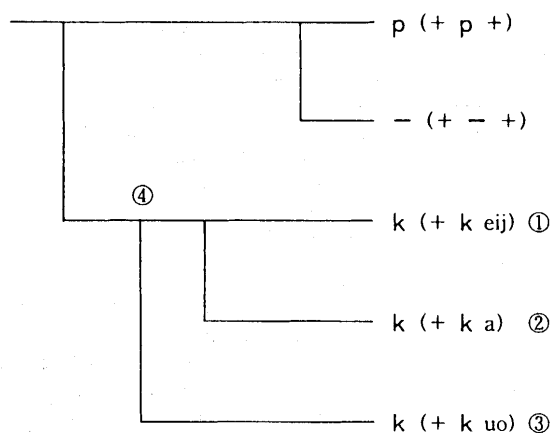 p (+ p +)
- (+ - +)
④
k (+ k eij) ①
k (+ k a) ②
k (+ k uo) ③